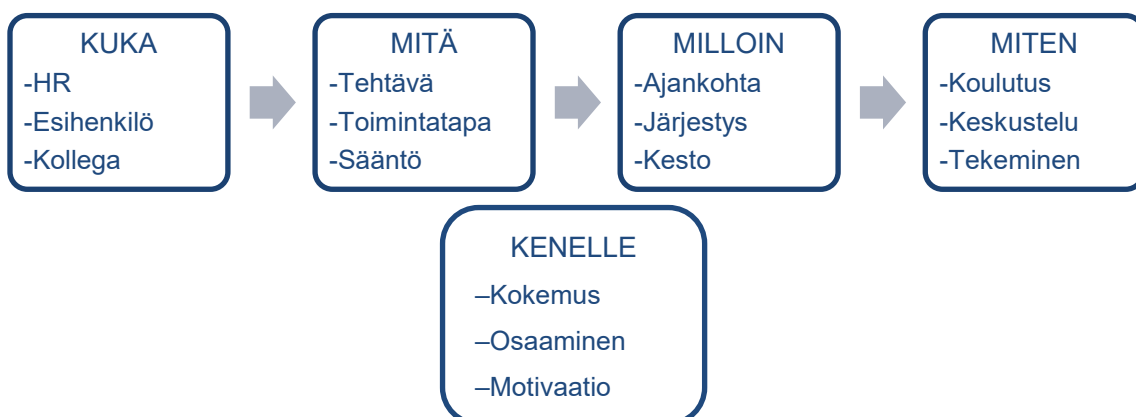 KUKA
-HR
-Esihenkilö
-Kollega
MITÄ
-Tehtävä
-Toimintatapa
-Sääntö
MILLOIN
-Ajankohta
-Järjestys
-Kesto
MITEN
-Koulutus
-Keskustelu
-Tekeminen
KENELLE
–Kokemus
–Osaaminen
–Motivaatio